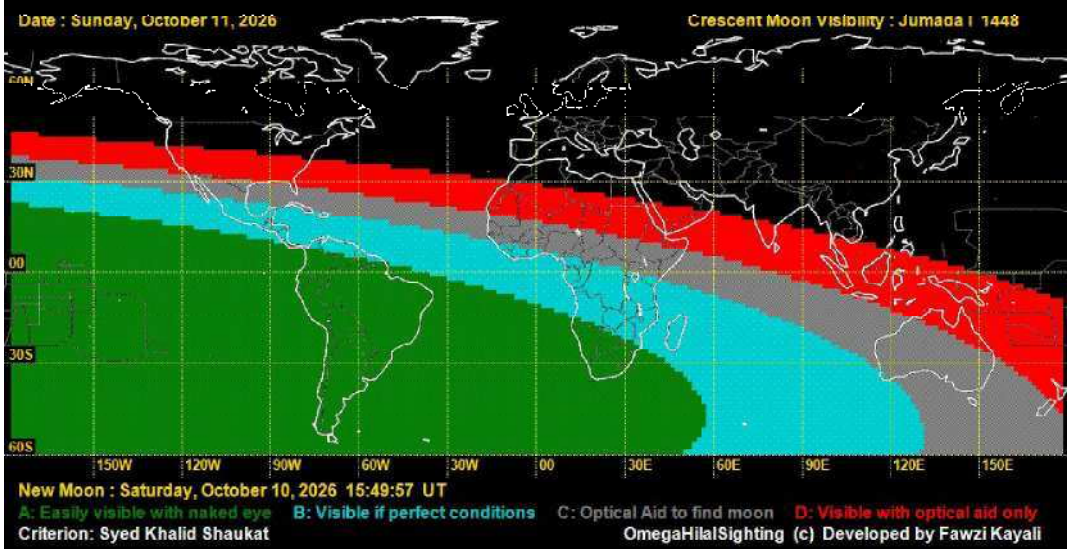 Date : Sunday, October 11, 2026
Crescent Moon Visibility : Jumada I 1448
60N
30N
00
30S
60S
150W 120W 90W 60W 30W 00 30E 60E 90E 120E 150E
New Moon : Saturday, October 10, 2026 15:49:57 UT
A: Easily visible with naked eye B: Visible if perfect conditions C: Optical Aid to find moon D: Visible with optical aid only
Criterion: Syed Khalid Shaukat OmegaHilalSighting (c) Developed by Fawzi Kayali